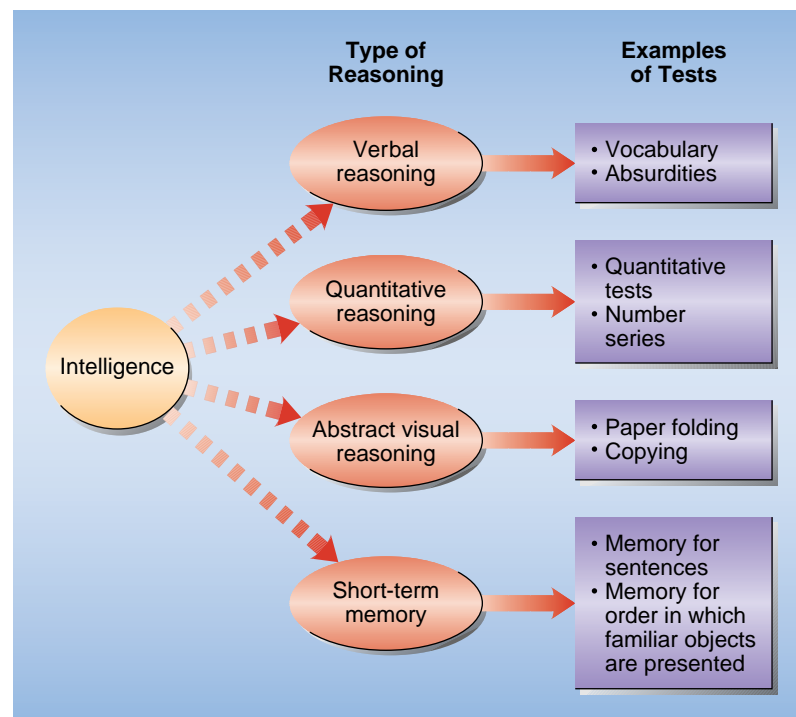 Type of
Reasoning
Examples
of Tests
Verbal
reasoning
• Vocabulary
• Absurdities
Quantitative
reasoning
• Quantitative
tests
• Number
series
Intelligence
Abstract visual
reasoning
• Paper folding
• Copying
Short-term
memory
• Memory for
sentences
• Memory for
order in which
familiar objects
are presented